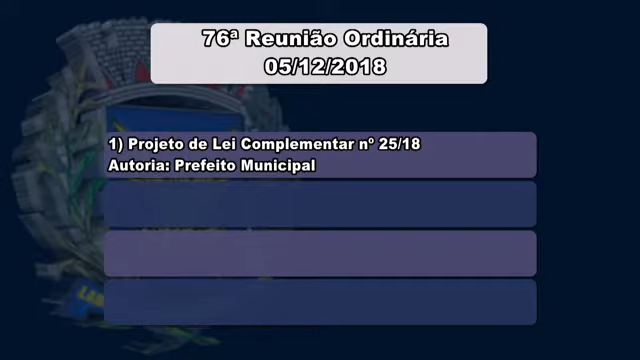 76ª Reunião Ordinária
05/12/2018
1) Projeto de Lei Complementar nº 25/18
Autoria: Prefeito Municipal